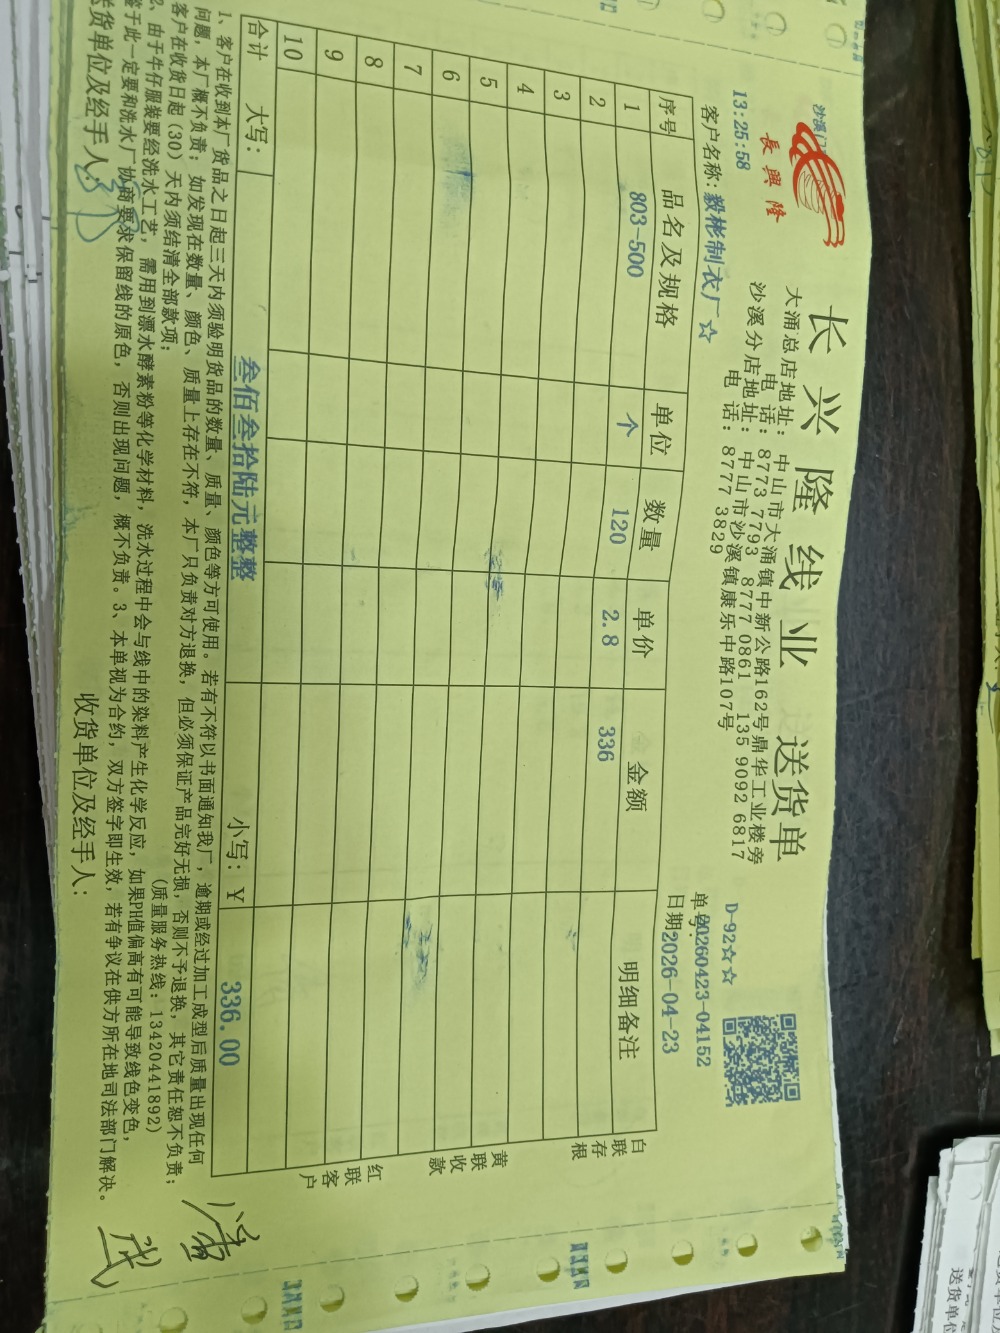 长兴隆线业 送货单
長興隆
大涌总店地址: 中山市大涌镇中新公路162号鼎华工业楼旁
电 话: 8773 7793 8777 0861 135 9092 6817
沙溪分店地址: 中山市沙溪镇康乐中路107号
电 话: 8777 3829
13:25:58
D-92☆☆
单号:20260423-04152
客户名称:毅彬制衣厂☆
日期2026-04-23
序号 品名及规格 单位 数量 单价 金额 明细备注
1 803-500 个 120 2.8 336
2
3
4
5
6
7
8
9
10
合计 大写: 叁佰叁拾陆元整整 小写: ¥ 336.00
白联存根
黄联收款
红联客户
1、客户在收到本厂货品之日起三天内须验明货品的数量、质量、颜色等方可使用。若有不符以书面通知我厂,逾期或经过加工成型后质量出现任何
问题,本厂概不负责;如发现在数量、颜色、质量上存在不符,本厂只负责对方退换,但必须保证产品完好无损,否则不予退换,其它责任恕不负责;
客户在收货日起(30)天内须结清全部款项; (质量服务热线: 13420441892)
2、由于牛仔服装要经洗水工艺,需用到漂水酵素粉等化学材料,洗水过程中会与线中的染料产生化学反应,如果PH值偏高有可能导致线色变色,
鉴于此一定要和洗水厂协商要求保留线的原色,否则出现问题,概不负责。3、本单视为合约,双方签字即生效,若有争议在供方所在地司法部门解决。
送货单位及经手人: 收货单位及经手人:
送货单位